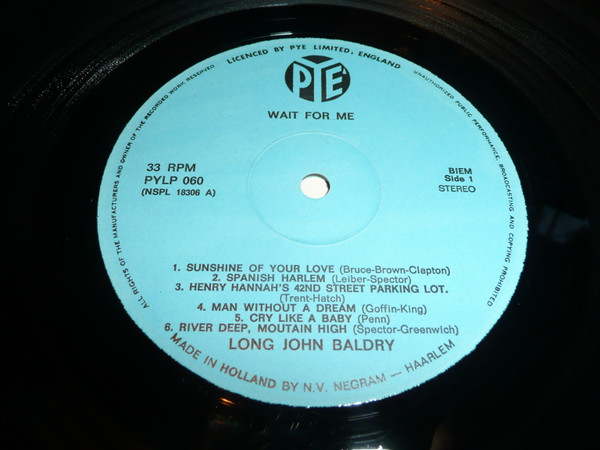 ALL RIGHTS OF THE MANUFACTURERS AND OWNER OF THE RECORDED WORK RESERVED
LICENCED BY PYE LIMITED, ENGLAND
UNAUTHORIZED PUBLIC PERFORMANCE, BROADCASTING AND COPYING PROHIBITED
PYE
WAIT FOR ME
33 RPM
PYLP 060
(NSPL 18306 A)
BIEM
Side 1
STEREO
1. SUNSHINE OF YOUR LOVE (Bruce-Brown-Clapton)
2. SPANISH HARLEM (Leiber-Spector)
3. HENRY HANNAH'S 42ND STREET PARKING LOT.
(Trent-Hatch)
4. MAN WITHOUT A DREAM (Goffin-King)
5. CRY LIKE A BABY (Penn)
6. RIVER DEEP, MOUTAIN HIGH (Spector-Greenwich)
LONG JOHN BALDRY
MADE IN HOLLAND BY N.V. NEGRAM — HAARLEM